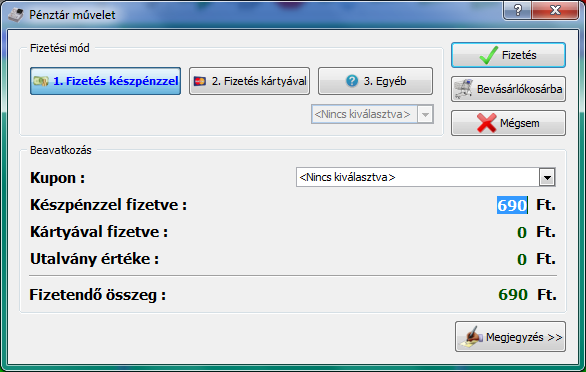 Pénztár művelet
Fizetési mód
1. Fizetés készpénzzel
2. Fizetés kártyával
3. Egyéb
<Nincs kiválasztva>
Fizetés
Bevásárlókosárba
Mégsem
Beavatkozás
Kupon :
<Nincs kiválasztva>
Készpénzzel fizetve : 690 Ft.
Kártyával fizetve : 0 Ft.
Utalvány értéke : 0 Ft.
Fizetendő összeg : 690 Ft.
Megjegyzés >>